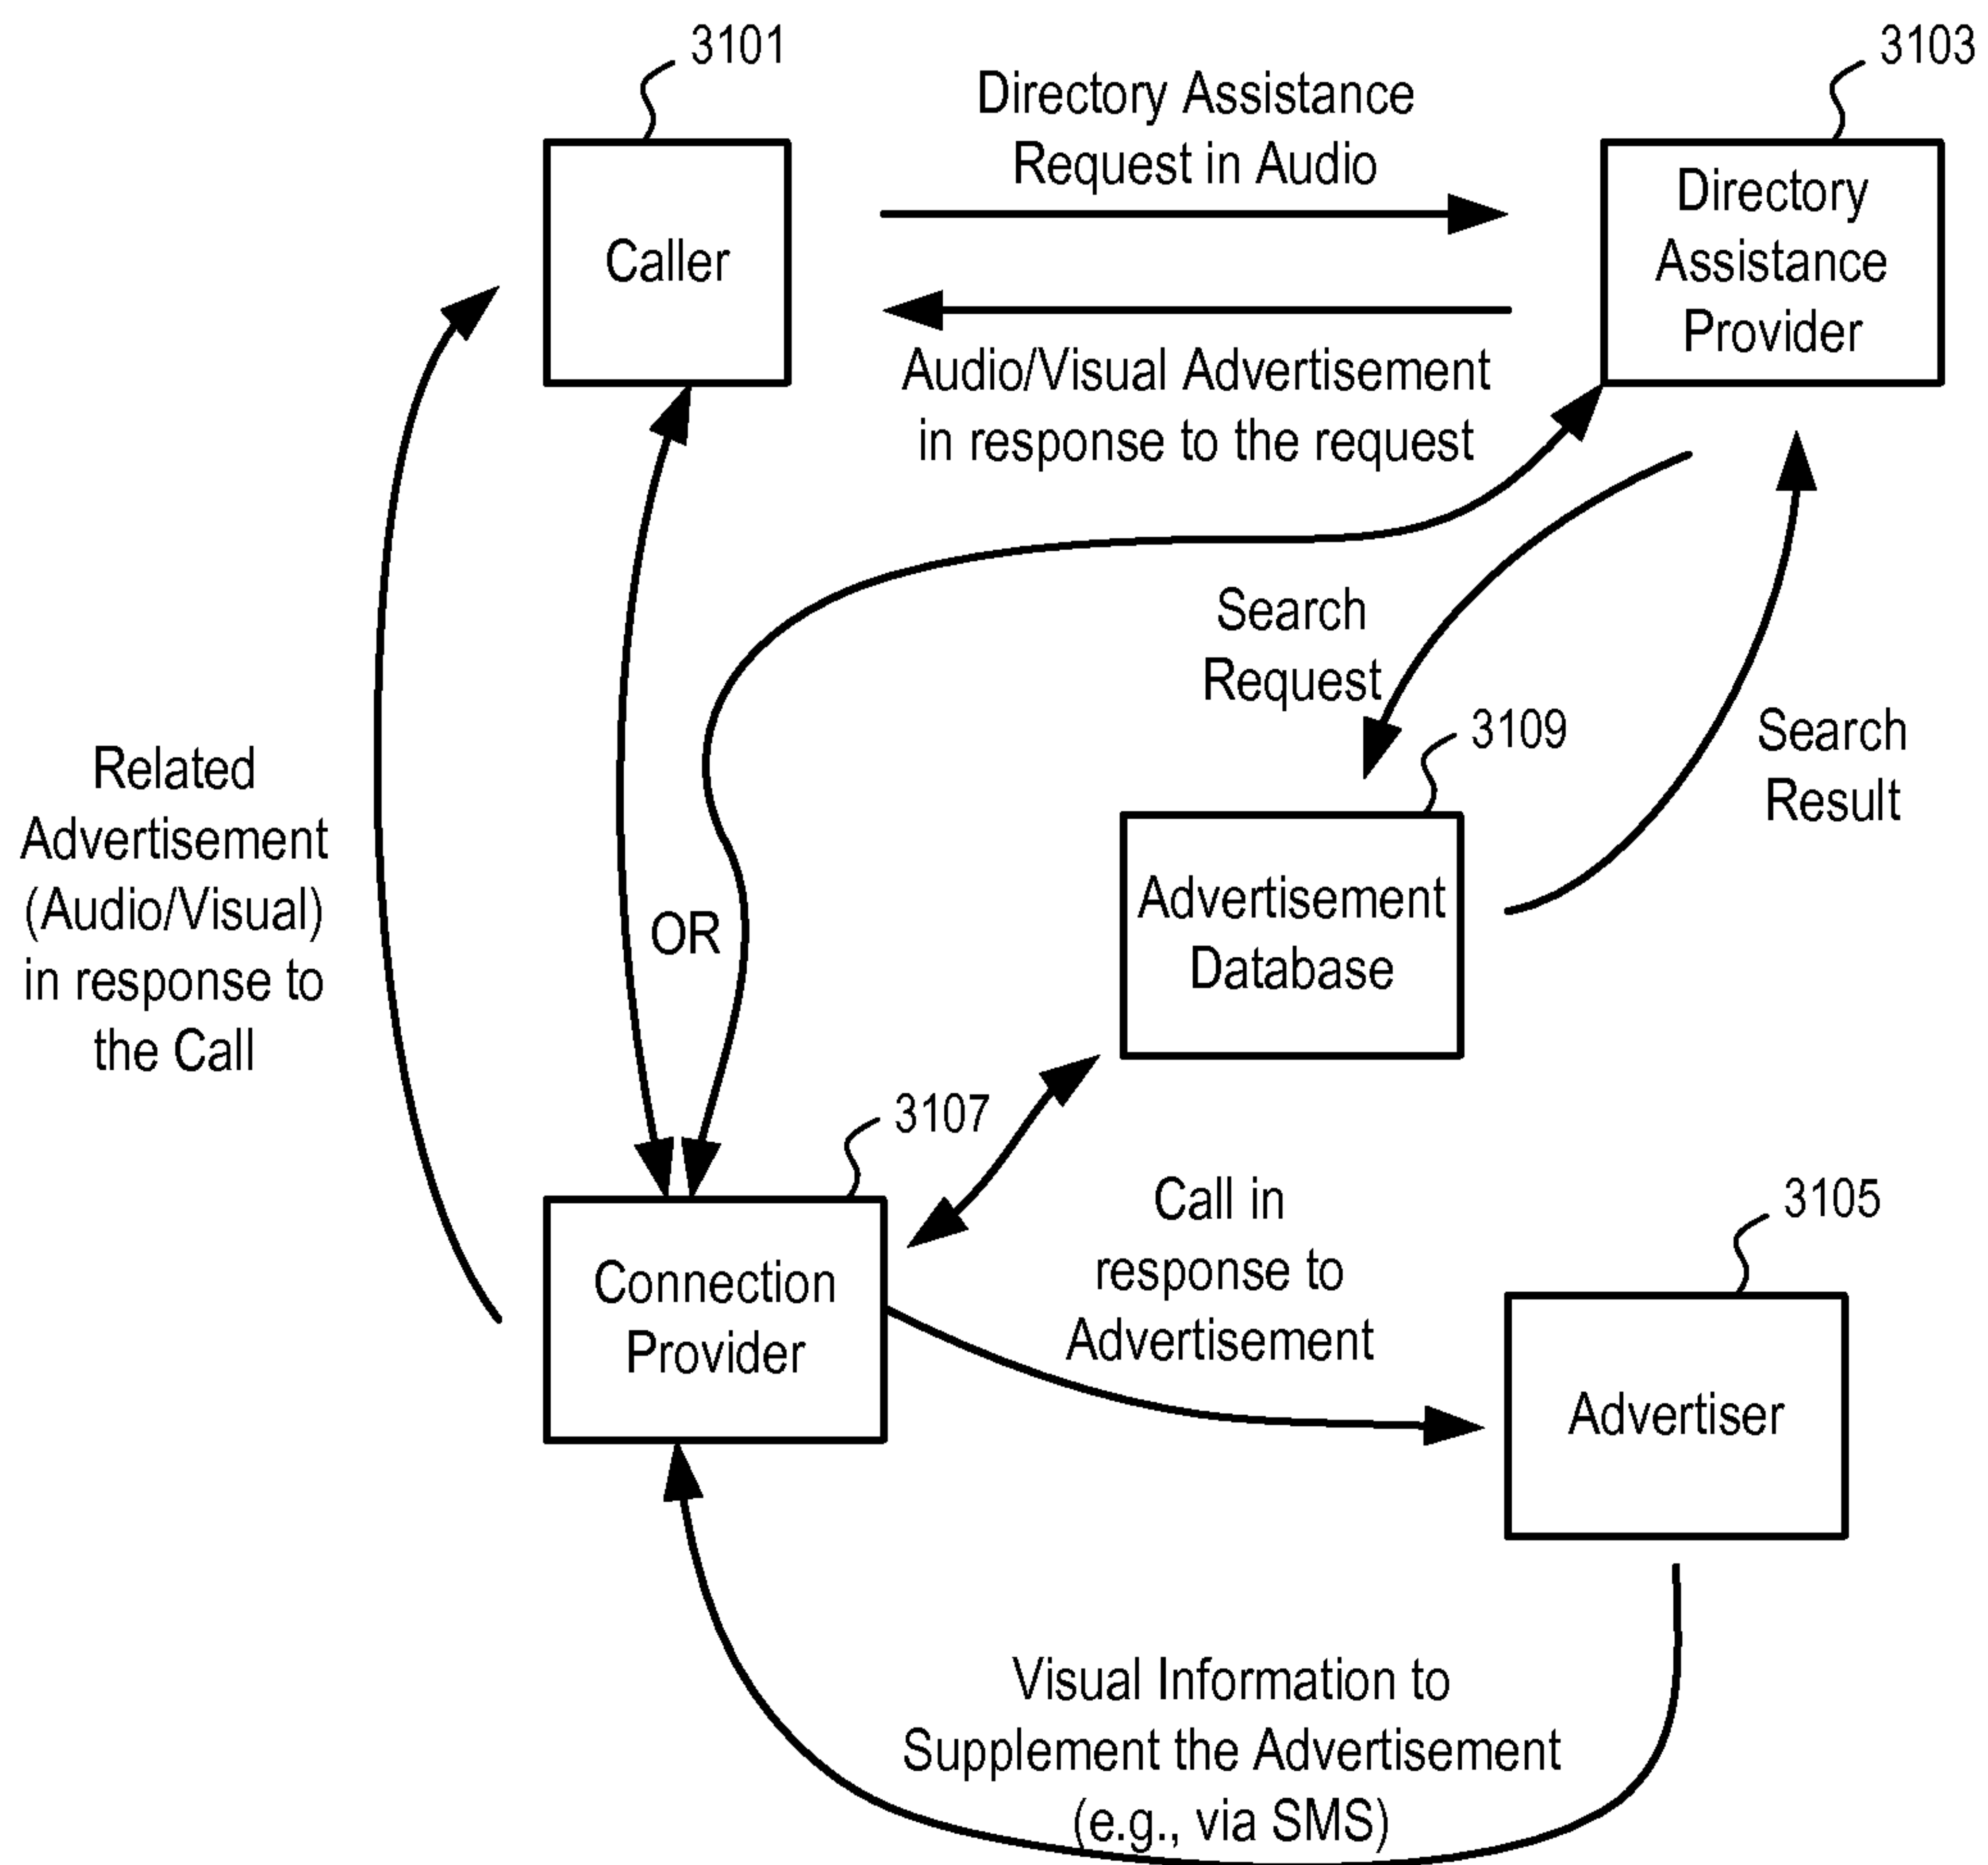 3101
3103
Directory Assistance
Request in Audio
Caller
Directory
Assistance
Provider
Audio/Visual Advertisement
in response to the request
Search
Request
3109
Search
Result
Related
Advertisement
(Audio/Visual)
in response to
the Call
OR
Advertisement
Database
3107
Call in
response to
Advertisement
3105
Connection
Provider
Advertiser
Visual Information to
Supplement the Advertisement
(e.g., via SMS)